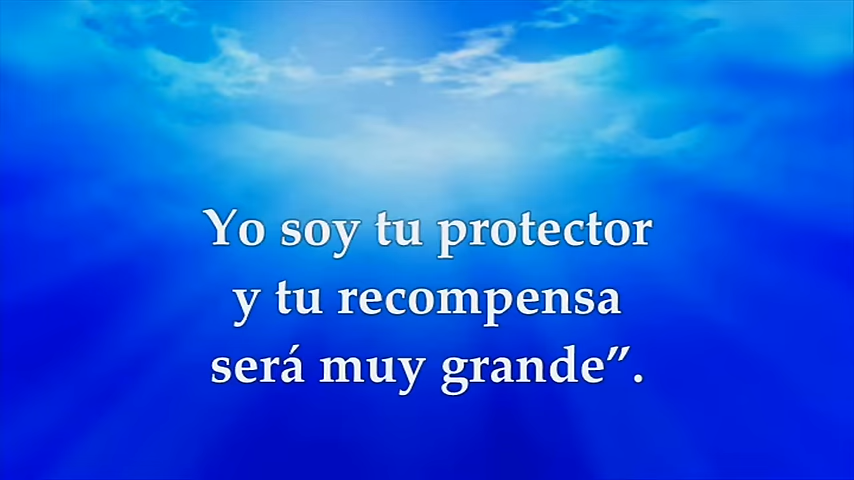 Yo soy tu protector
y tu recompensa
será muy grande”.